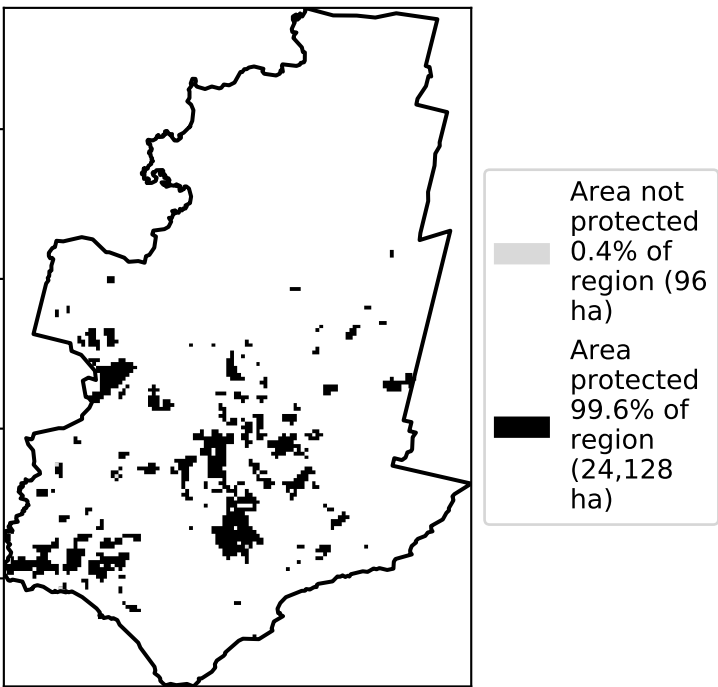 Area not
protected
0.4% of
region (96
ha)
Area
protected
99.6% of
region
(24,128
ha)